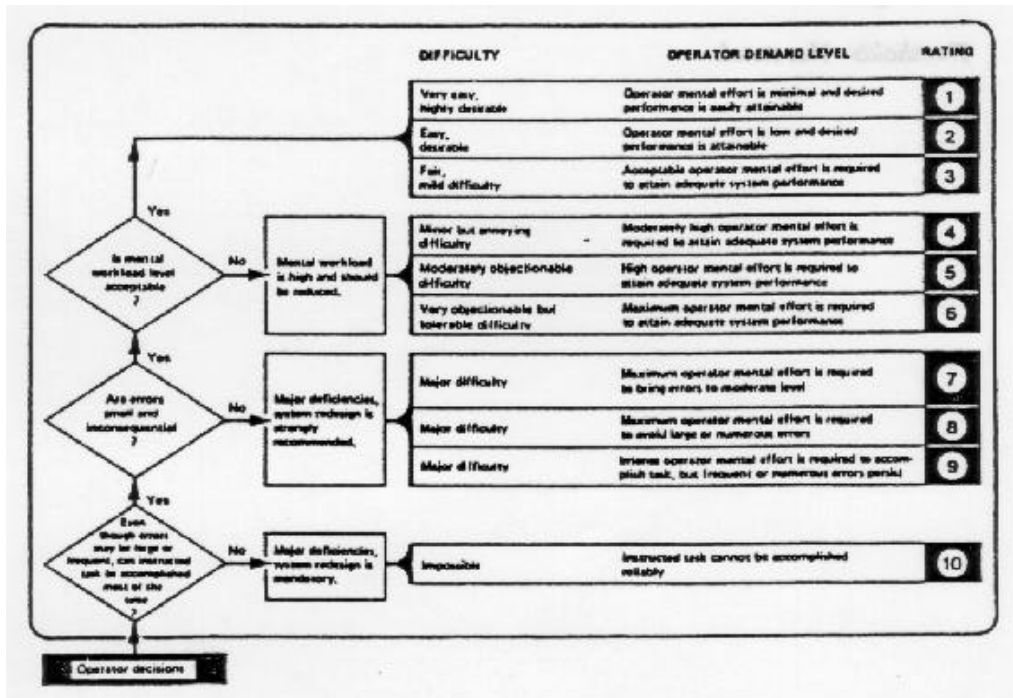 DIFFICULTY
OPERATOR DEMAND LEVEL
RATING
Very easy,
highly desirable
Operator mental effort is minimal and desired
performance is easily attainable
1
Easy,
desirable
Operator mental effort is low and desired
performance is attainable
2
Fair,
mild difficulty
Acceptable operator mental effort is required
to attain adequate system performance
3
Yes
Is mental
workload level
acceptable
?
No
Mental workload
is high and should
be reduced.
Minor but annoying
difficulty
Moderately high operator mental effort is
required to attain adequate system performance
4
Moderately objectionable
difficulty
High operator mental effort is required to
attain adequate system performance
5
Very objectionable but
tolerable difficulty
Maximum operator mental effort is required
to attain adequate system performance
6
Yes
Are errors
small and
inconsequential
?
No
Major deficiencies,
system redesign is
strongly
recommended.
Major difficulty
Maximum operator mental effort is required
to bring errors to moderate level
7
Major difficulty
Maximum operator mental effort is required
to avoid large or numerous errors
8
Major difficulty
Intense operator mental effort is required to accom-
plish task, but frequent or numerous errors persist
9
Yes
Even
though errors
may be large or
frequent, can instructed
task be accomplished
most of the
time
?
No
Major deficiencies,
system redesign is
mandatory.
Impossible
Instructed task cannot be accomplished
reliably
10
Operator decisions